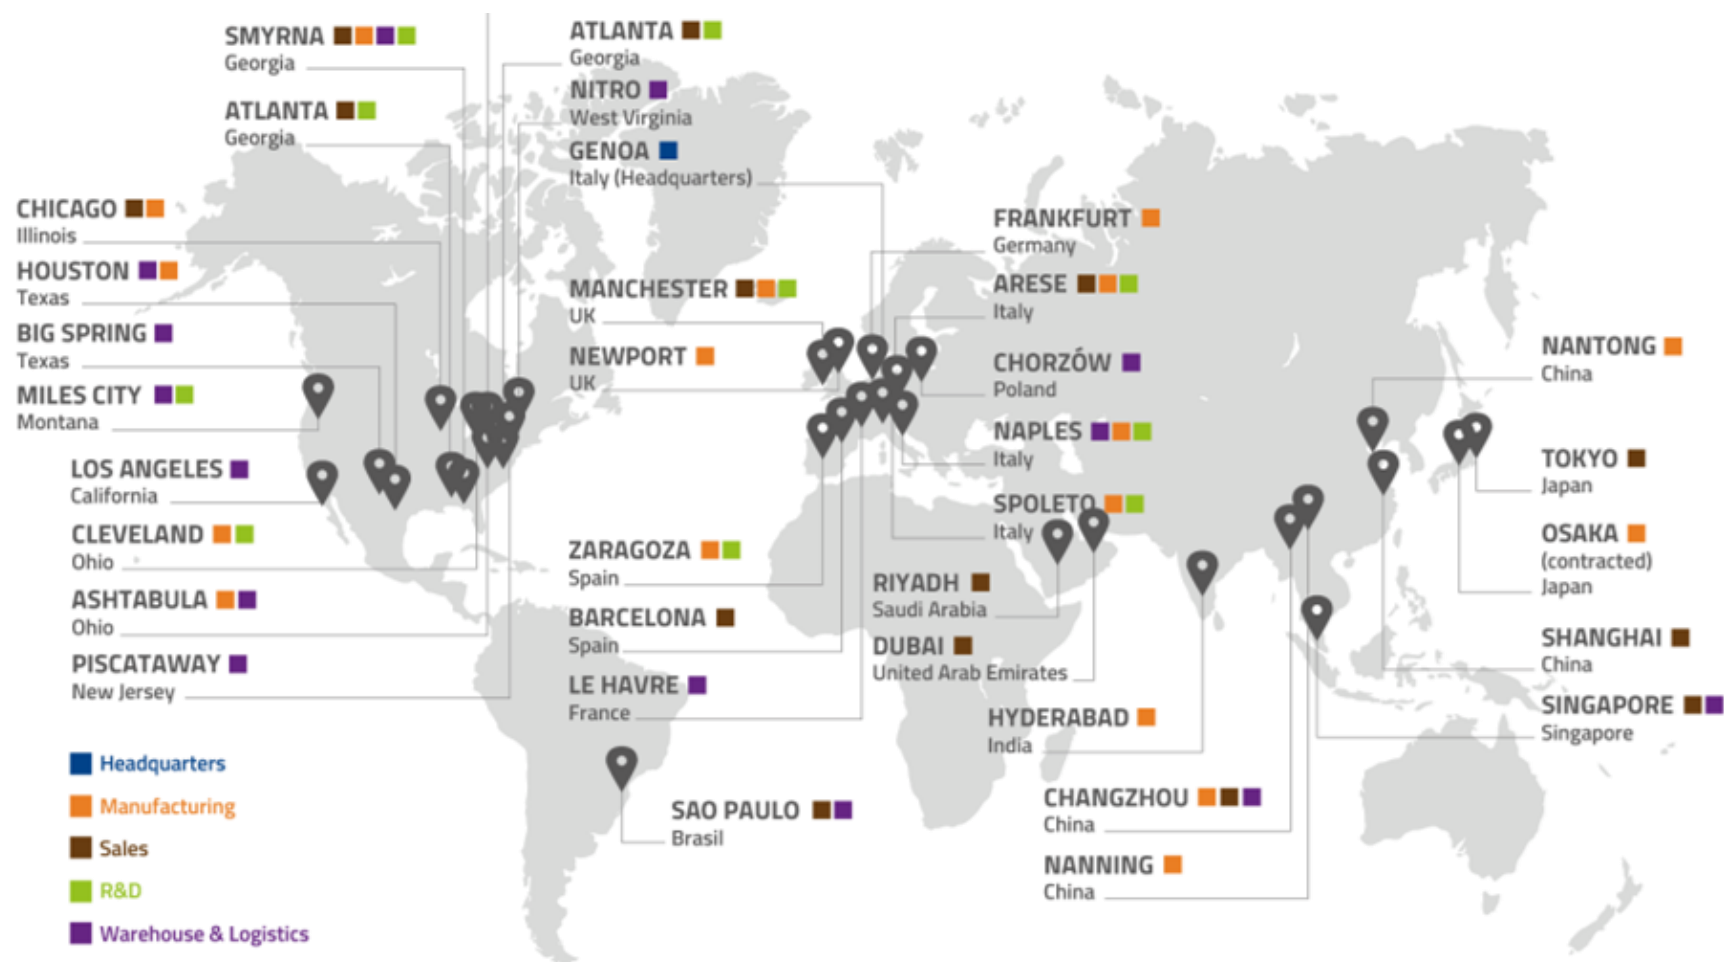 SMYRNA
Georgia
ATLANTA
Georgia
CHICAGO
Illinois
HOUSTON
Texas
BIG SPRING
Texas
MILES CITY
Montana
LOS ANGELES
California
CLEVELAND
Ohio
ASHTABULA
Ohio
PISCATAWAY
New Jersey
Headquarters
Manufacturing
Sales
R&D
Warehouse & Logistics
ATLANTA
Georgia
NITRO
West Virginia
GENOA
Italy (Headquarters)
MANCHESTER
UK
NEWPORT
UK
ZARAGOZA
Spain
BARCELONA
Spain
LE HAVRE
France
SAO PAULO
Brasil
FRANKFURT
Germany
ARESE
Italy
CHORZÓW
Poland
NAPLES
Italy
SPOLETO
Italy
RIYADH
Saudi Arabia
DUBAI
United Arab Emirates
HYDERABAD
India
CHANGZHOU
China
NANNING
China
NANTONG
China
TOKYO
Japan
OSAKA
(contracted)
Japan
SHANGHAI
China
SINGAPORE
Singapore